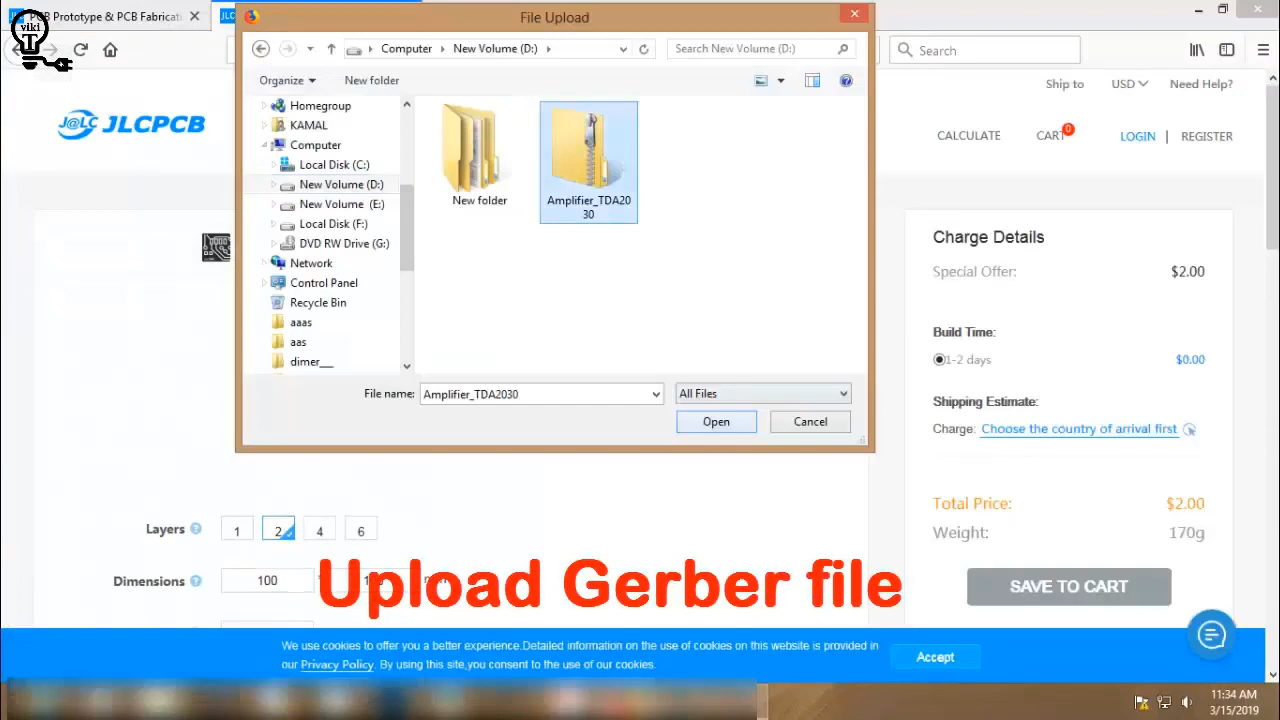 viki
PCB Prototype & PCB Fabricat
JLC
File Upload
Computer
New Volume (D:)
Search New Volume (D:)
Search
Organize
New folder
Homegroup
KAMAL
Computer
Local Disk (C:)
New Volume (D:)
New Volume (E:)
Local Disk (F:)
DVD RW Drive (G:)
Network
Control Panel
Recycle Bin
aaas
aas
dimer___
New folder
Amplifier_TDA20
30
File name:
Amplifier_TDA2030
All Files
Open
Cancel
J@LC JLCPCB
Ship to
USD
Need Help?
CALCULATE
CART
0
LOGIN | REGISTER
Charge Details
Special Offer:
$2.00
Build Time:
1-2 days
$0.00
Shipping Estimate:
Charge: Choose the country of arrival first
Total Price:
$2.00
Weight:
170g
SAVE TO CART
Layers
1
2
4
6
Dimensions
100
Upload Gerber file
We use cookies to offer you a better experience.Detailed information on the use of cookies on this website is provided in
our Privacy Policy. By using this site,you consent to the use of our cookies.
Accept
11:34 AM
3/15/2019